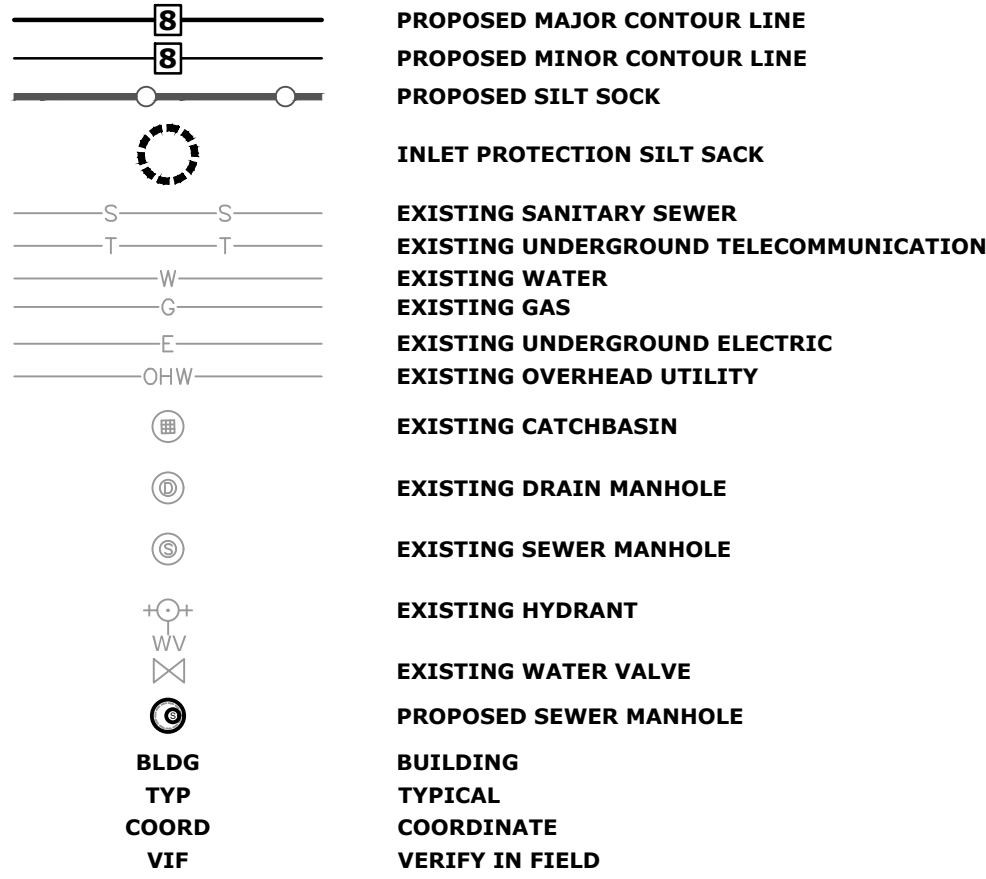 8 PROPOSED MAJOR CONTOUR LINE
8 PROPOSED MINOR CONTOUR LINE
PROPOSED SILT SOCK
INLET PROTECTION SILT SACK
S S EXISTING SANITARY SEWER
T T EXISTING UNDERGROUND TELECOMMUNICATION
W EXISTING WATER
G EXISTING GAS
E EXISTING UNDERGROUND ELECTRIC
OHW EXISTING OVERHEAD UTILITY
EXISTING CATCHBASIN
D EXISTING DRAIN MANHOLE
S EXISTING SEWER MANHOLE
EXISTING HYDRANT
WV
EXISTING WATER VALVE
S PROPOSED SEWER MANHOLE
BLDG BUILDING
TYP TYPICAL
COORD COORDINATE
VIF VERIFY IN FIELD